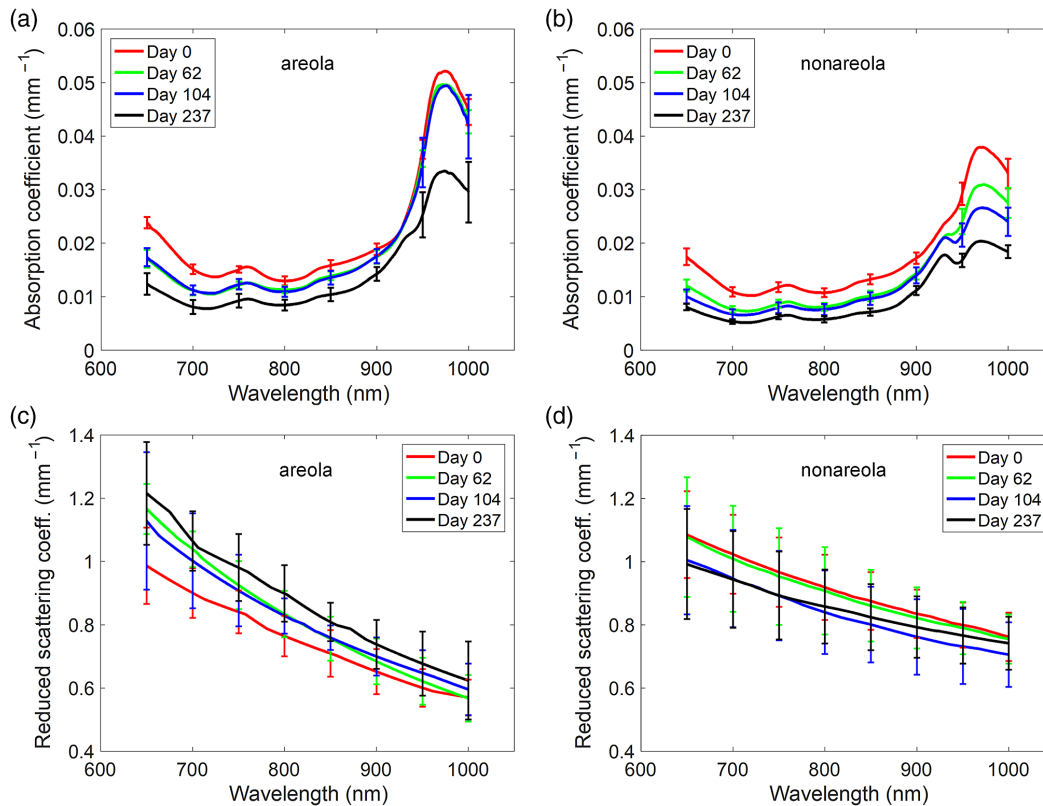 (a)
0.06
0.05
0.04
0.03
0.02
0.01
0
Absorption coefficient (mm⁻¹)
Day 0
Day 62
Day 104
Day 237
areola
600 700 800 900 1000
Wavelength (nm)
(b)
0.06
0.05
0.04
0.03
0.02
0.01
0
Absorption coefficient (mm⁻¹)
Day 0
Day 62
Day 104
Day 237
nonareola
600 700 800 900 1000
Wavelength (nm)
(c)
1.4
1.2
1
0.8
0.6
0.4
Reduced scattering coeff. (mm⁻¹)
areola
Day 0
Day 62
Day 104
Day 237
600 700 800 900 1000
Wavelength (nm)
(d)
1.4
1.2
1
0.8
0.6
0.4
Reduced scattering coeff. (mm⁻¹)
nonareola
Day 0
Day 62
Day 104
Day 237
600 700 800 900 1000
Wavelength (nm)